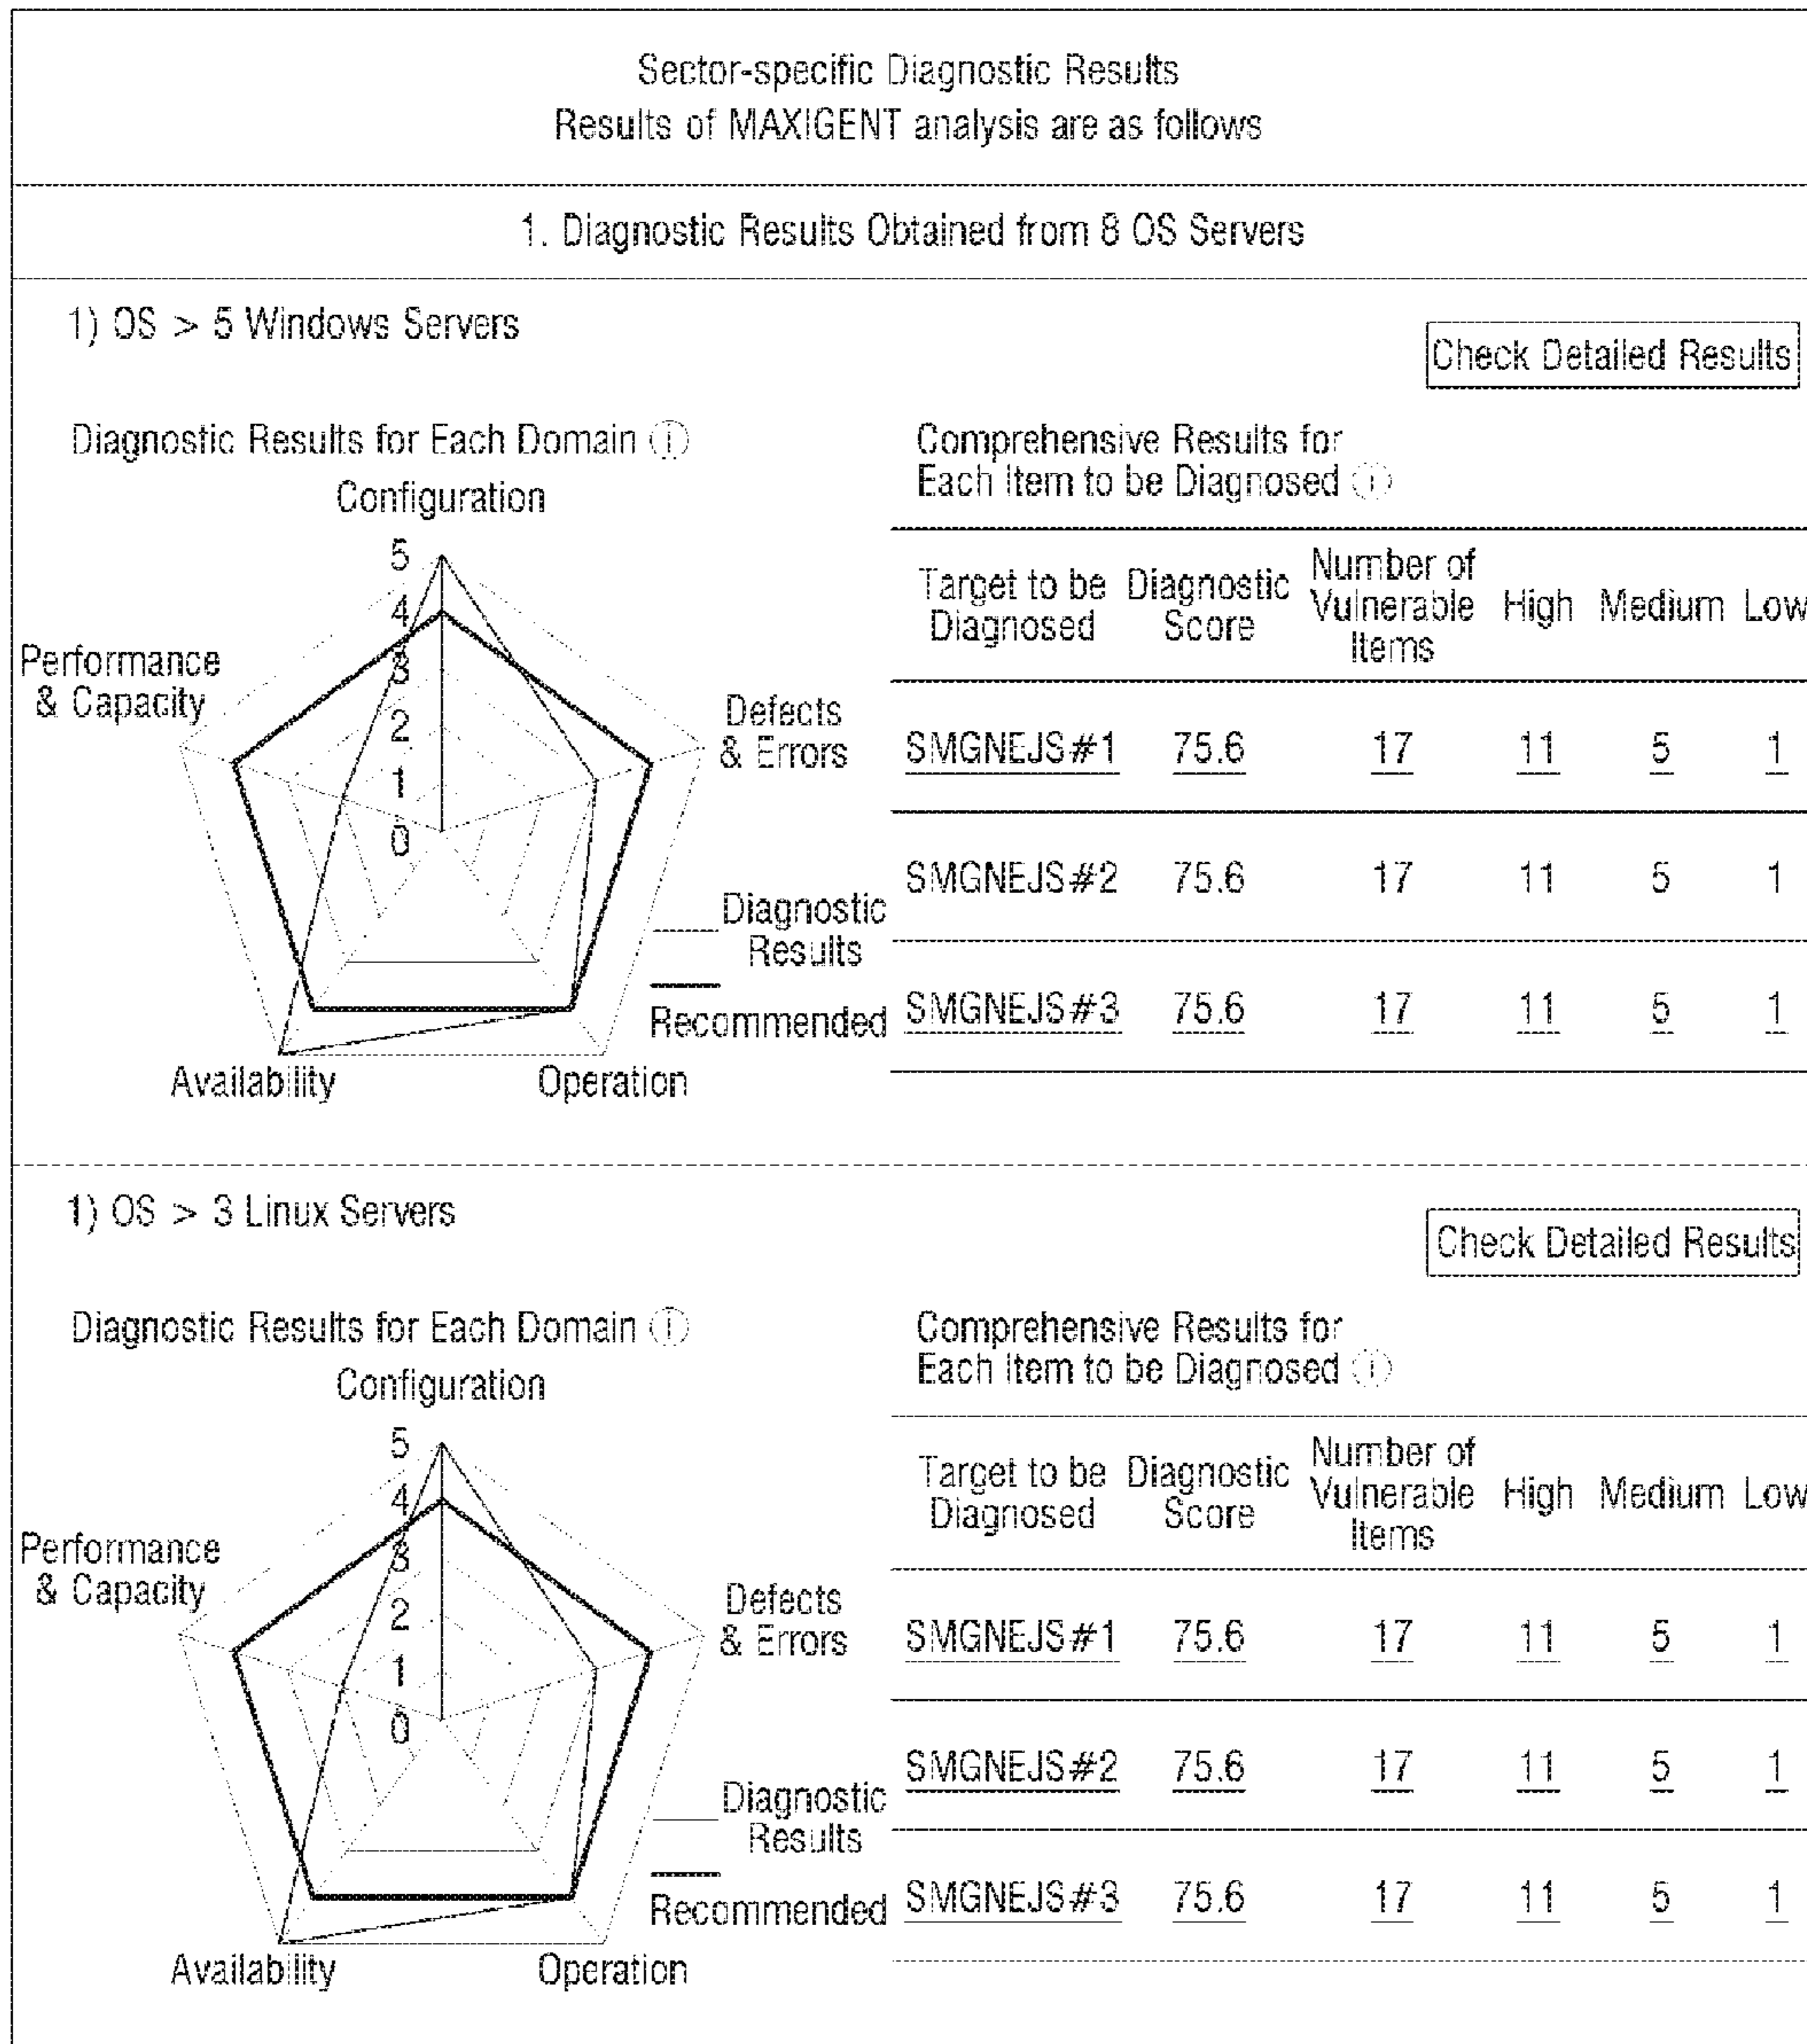 Sector-specific Diagnostic Results
Results of MAXIGENT analysis are as follows
1. Diagnostic Results Obtained from 8 OS Servers
1) OS > 5 Windows Servers
Check Detailed Results
Diagnostic Results for Each Domain ⓘ
Configuration
5
4
3
2
1
0
Performance
& Capacity
Defects
& Errors
Diagnostic
Results
Recommended
Availability
Operation
Comprehensive Results for
Each Item to be Diagnosed ⓘ
Target to be Diagnosed Diagnostic Score Number of Vulnerable Items High Medium Low
SMGNEJS#1 75.6 17 11 5 1
SMGNEJS#2 75.6 17 11 5 1
SMGNEJS#3 75.6 17 11 5 1
1) OS > 3 Linux Servers
Check Detailed Results
Diagnostic Results for Each Domain ⓘ
Configuration
5
4
3
2
1
0
Performance
& Capacity
Defects
& Errors
Diagnostic
Results
Recommended
Availability
Operation
Comprehensive Results for
Each Item to be Diagnosed ⓘ
Target to be Diagnosed Diagnostic Score Number of Vulnerable Items High Medium Low
SMGNEJS#1 75.6 17 11 5 1
SMGNEJS#2 75.6 17 11 5 1
SMGNEJS#3 75.6 17 11 5 1